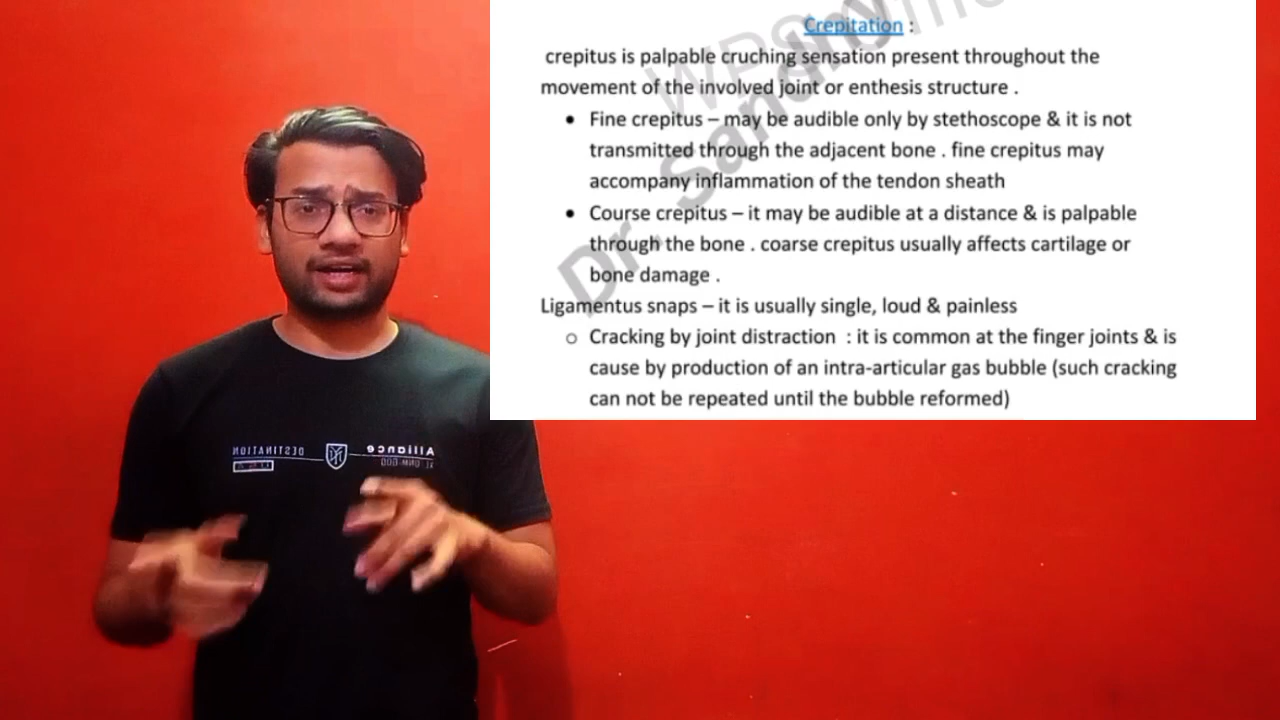 Crepitation :
crepitus is palpable cruching sensation present throughout the
movement of the involved joint or enthesis structure .
• Fine crepitus – may be audible only by stethoscope & it is not
transmitted through the adjacent bone . fine crepitus may
accompany inflammation of the tendon sheath
• Course crepitus – it may be audible at a distance & is palpable
through the bone . coarse crepitus usually affects cartilage or
bone damage .
Ligamentus snaps – it is usually single, loud & painless
o Cracking by joint distraction : it is common at the finger joints & is
cause by production of an intra-articular gas bubble (such cracking
can not be repeated until the bubble reformed)
Dr.
DESTINATION
Alliance